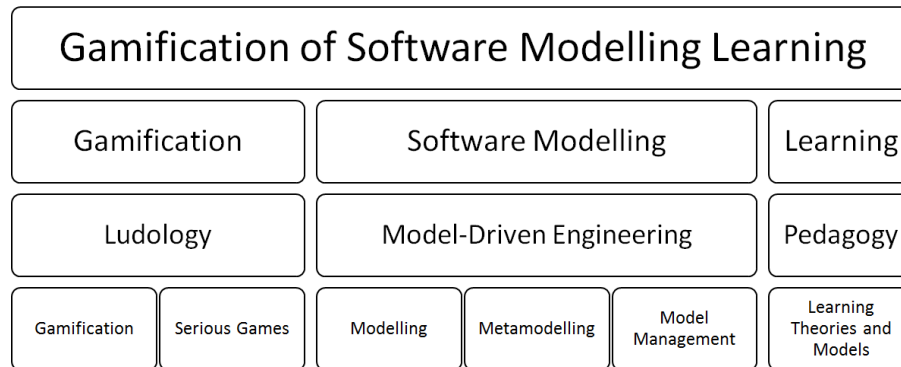 Gamification of Software Modelling Learning
Gamification
Software Modelling
Learning
Ludology
Model-Driven Engineering
Pedagogy
Gamification
Serious Games
Modelling
Metamodelling
Model
Management
Learning
Theories and
Models